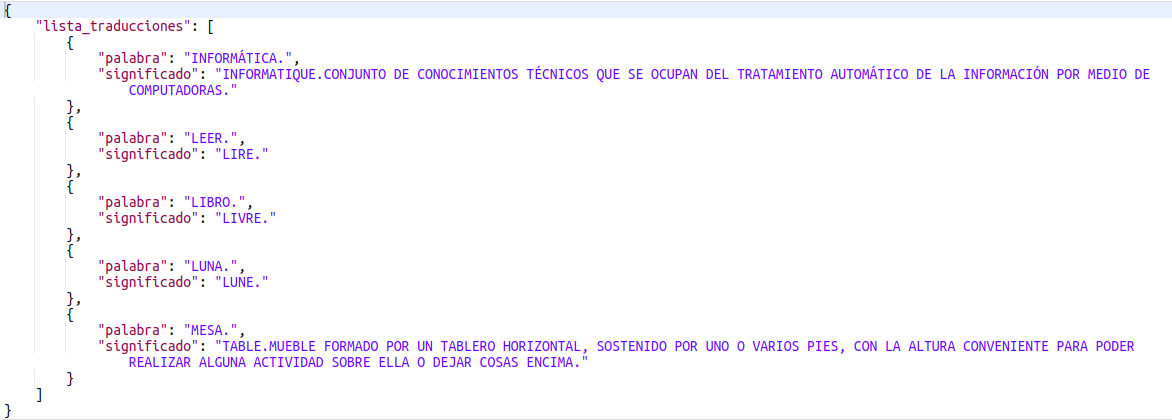 {
    "lista_traducciones": [
        {
            "palabra": "INFORMÁTICA.",
            "significado": "INFORMATIQUE.CONJUNTO DE CONOCIMIENTOS TÉCNICOS QUE SE OCUPAN DEL TRATAMIENTO AUTOMÁTICO DE LA INFORMACIÓN POR MEDIO DE
                COMPUTADORAS."
        },
        {
            "palabra": "LEER.",
            "significado": "LIRE."
        },
        {
            "palabra": "LIBRO.",
            "significado": "LIVRE."
        },
        {
            "palabra": "LUNA.",
            "significado": "LUNE."
        },
        {
            "palabra": "MESA.",
            "significado": "TABLE.MUEBLE FORMADO POR UN TABLERO HORIZONTAL, SOSTENIDO POR UNO O VARIOS PIES, CON LA ALTURA CONVENIENTE PARA PODER
                REALIZAR ALGUNA ACTIVIDAD SOBRE ELLA O DEJAR COSAS ENCIMA."
        }
    ]
}